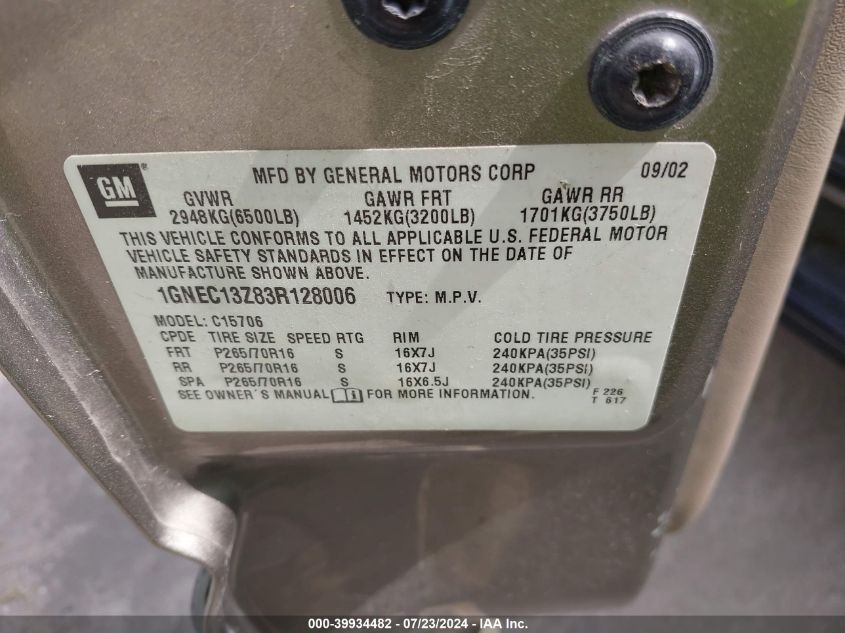 GM® MFD BY GENERAL MOTORS CORP 09/02
GVWR GAWR FRT GAWR RR
2948KG(6500LB) 1452KG(3200LB) 1701KG(3750LB)
THIS VEHICLE CONFORMS TO ALL APPLICABLE U.S. FEDERAL MOTOR
VEHICLE SAFETY STANDARDS IN EFFECT ON THE DATE OF
MANUFACTURE SHOWN ABOVE.
1GNEC13Z83R128006 TYPE: M.P.V.
MODEL: C15706
CPDE TIRE SIZE SPEED RTG RIM COLD TIRE PRESSURE
FRT P265/70R16 S 16X7J 240KPA(35PSI)
RR P265/70R16 S 16X7J 240KPA(35PSI)
SPA P265/70R16 S 16X6.5J 240KPA(35PSI)
SEE OWNER'S MANUAL FOR MORE INFORMATION.
F 226
T 617
000-39934482 - 07/23/2024 - IAAI, Inc.